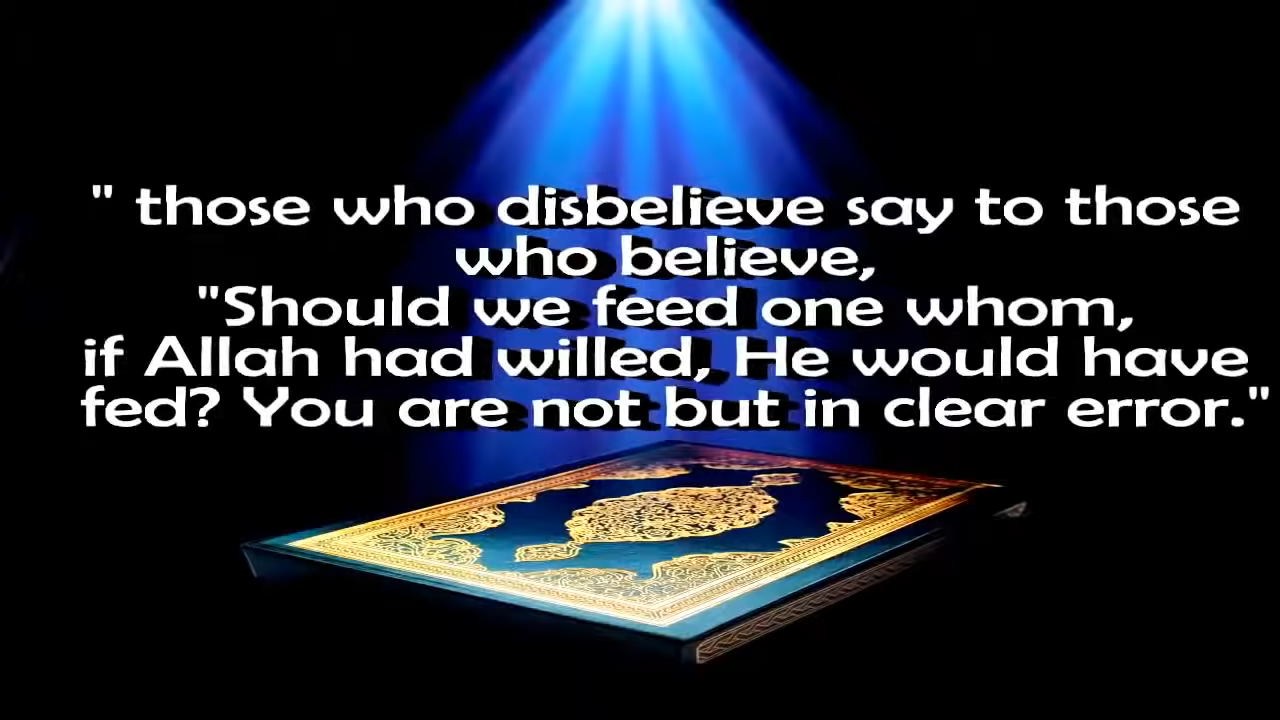 " those who disbelieve say to those
who believe,
"Should we feed one whom,
if Allah had willed, He would have
fed? You are not but in clear error."